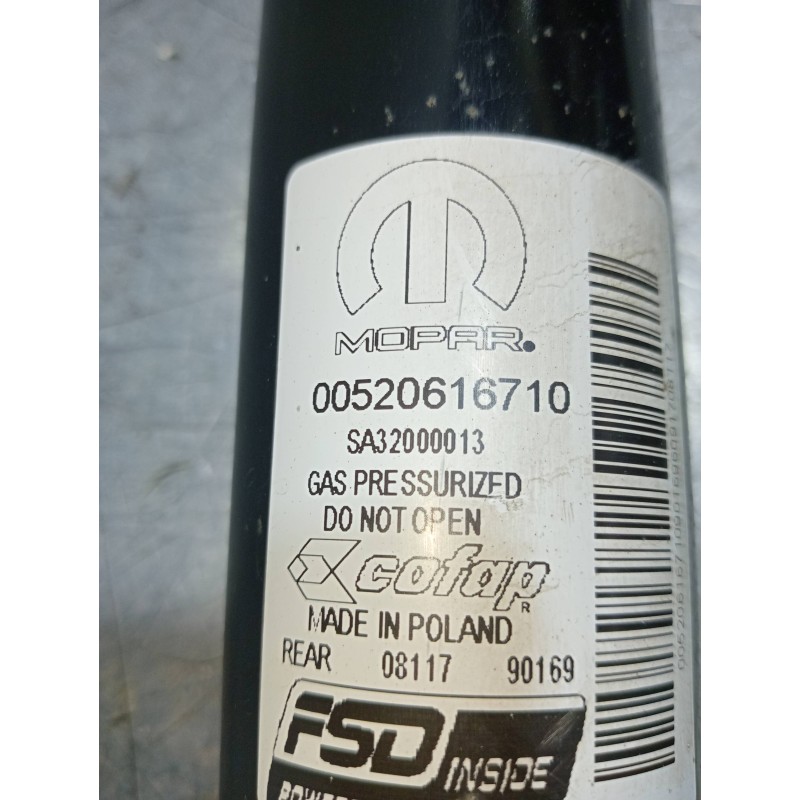 MOPAR.
00520616710
SA32000013
GAS PRESSURIZED
DO NOT OPEN
cofap
R
MADE IN POLAND
REAR 08117 90169
FSD
INSIDE